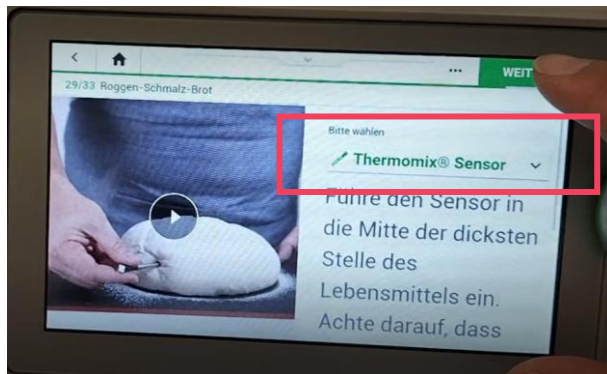 WEIT
29/33 Roggen-Schmalz-Brot
Bitte wählen
Thermomix® Sensor
Führe den Sensor in
die Mitte der dicksten
Stelle des
Lebensmittels ein.
Achte darauf, dass